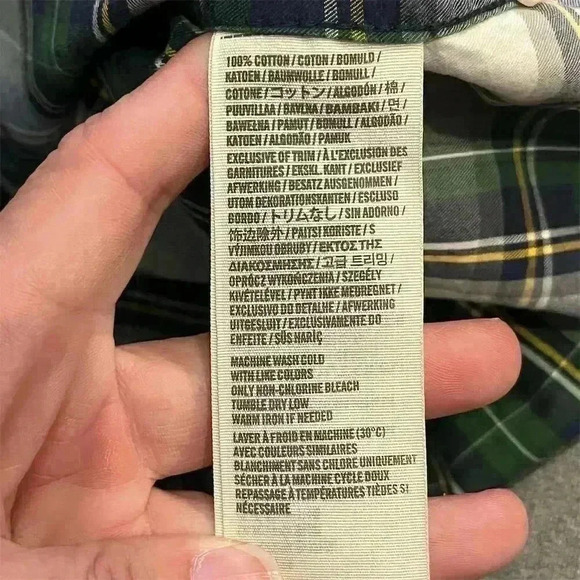 100% COTTON / COTON / BOMULD /
KATOEN / BAUMWOLLE / BOMULL /
COTONE / コットン / ALGODÓN / 棉 /
PUUVILLAA / BAVLNA / ΒΑΜΒΑΚΙ / 면 /
BAWEŁNA / PAMUT / BOMULL / ALGODÃO /
KATOEN / ALGODÃO / PAMUK
EXCLUSIVE OF TRIM / À L'EXCLUSION DES
GARNITURES / EKSKL. KANT / EXCLUSIEF
AFWERKING / BESATZ AUSGENOMMEN /
UTOM DEKORATIONSKANTEN / ESCLUSO
BORDO / トリムなし / SIN ADORNO /
饰边除外 / PAITSI KORISTE / S
VÝJIMKOU OBRUBY / ΕΚΤΟΣ ΤΗΣ
ΔΙΑΚΟΣΜΗΣΗΣ / 고급 트리밍 /
OPRÓCZ WYKOŃCZENIA / SZEGÉLY
KIVÉTELÉVEL / PYNT IKKE MEDREGNET /
EXCLUSIVO DO DETALHE / AFWERKING
UITGESLUIT / EXCLUSIVAMENTE DO
ENFEITE / SÜS HARİÇ
MACHINE WASH COLD
WITH LIKE COLORS
ONLY NON-CHLORINE BLEACH
TUMBLE DRY LOW
WARM IRON IF NEEDED
LAVER À FROID EN MACHINE (30°C)
AVEC COULEURS SIMILAIRES
BLANCHIMENT SANS CHLORE UNIQUEMENT
SÉCHER À LA MACHINE CYCLE DOUX
REPASSAGE À TEMPÉRATURES TIÈDES SI
NÉCESSAIRE